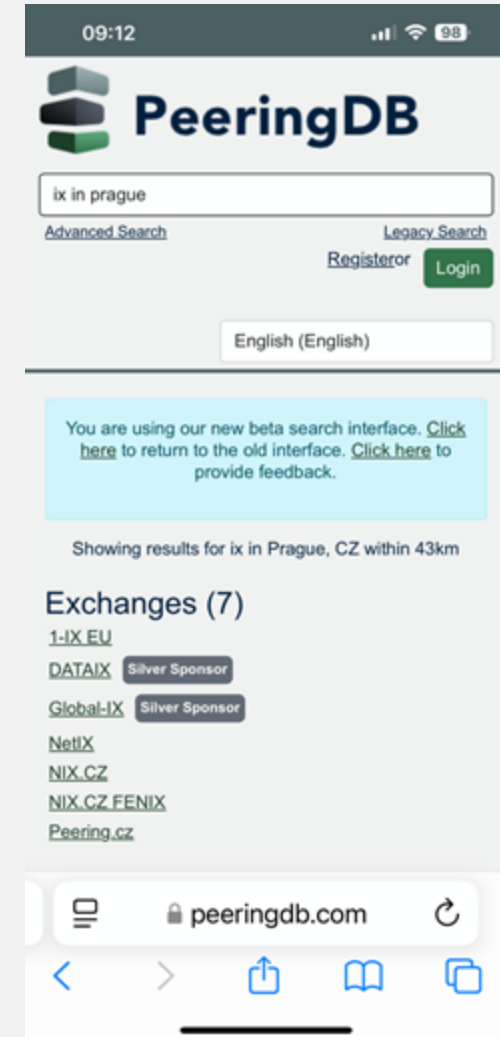 09:12
98
PeeringDB
ix in prague
Advanced Search
Legacy Search
Registeror
Login
English (English)
You are using our new beta search interface. Click
here to return to the old interface. Click here to
provide feedback.
Showing results for ix in Prague, CZ within 43km
Exchanges (7)
1-IX EU
DATAIX Silver Sponsor
Global-IX Silver Sponsor
NetIX
NIX.CZ
NIX.CZ FENIX
Peering.cz
peeringdb.com